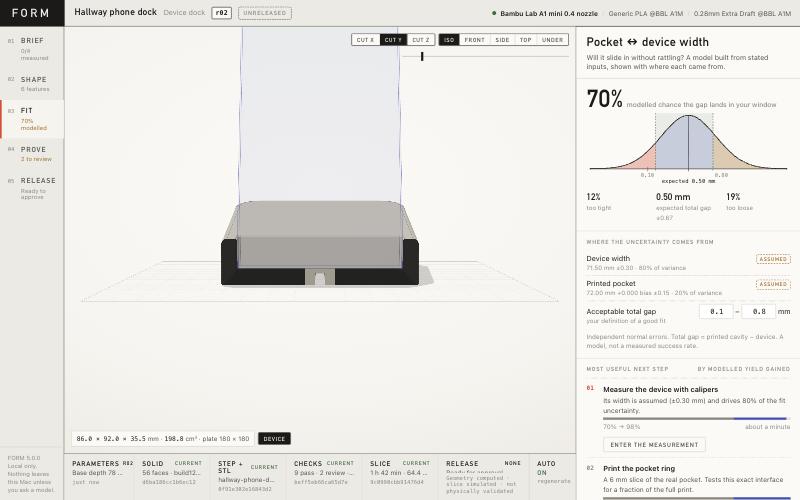 FORM
Hallway phone dock Device dock r02 UNRELEASED
Bambu Lab A1 mini 0.4 nozzle Generic PLA @BBL A1M 0.28mm Extra Draft @BBL A1M
01 BRIEF
0/4
measured
02 SHAPE
6 features
03 FIT
70%
modelled
04 PROVE
2 to review
05 RELEASE
Ready to
approve
FORM 5.0.0
Local only.
Nothing leaves
this Mac unless
you ask a model.
CUT X CUT Y CUT Z ISO FRONT SIDE TOP UNDER
86.0 × 92.0 × 35.5 mm · 198.8 cm³ · plate 180 × 180 DEVICE
PARAMETERS R02
Base depth 78 ...
just now
SOLID CURRENT
56 faces · build12...
STEP + STL CURRENT
hallway-phone-d...
CHECKS CURRENT
9 pass · 2 review ·...
SLICE CURRENT
1 h 42 min · 64.4 ...
RELEASE NONE
Geometry computed ·
slice simulated · not
physically validated
AUTO
ON
regenerate
Pocket ↔ device width
Will it slide in without rattling? A model built from stated
inputs, shown with where each came from.
70% modelled chance the gap lands in your window
0.10 0.80
expected 0.50 mm
12%
too tight
0.50 mm
expected total gap
±0.67
19%
too loose
WHERE THE UNCERTAINTY COMES FROM
Device width ASSUMED
71.50 mm ±0.30 · 80% of variance
Printed pocket ASSUMED
72.00 mm +0.000 bias ±0.15 · 20% of variance
Acceptable total gap 0.1 – 0.8 mm
your definition of a good fit
Independent normal errors. Total gap = printed cavity − device. A
model, not a measured success rate.
MOST USEFUL NEXT STEP BY MODELLED YIELD GAINED
01 Measure the device with calipers
Its width is assumed (±0.30 mm) and drives 80% of the fit
uncertainty.
70% → 98% about a minute
ENTER THE MEASUREMENT
02 Print the pocket ring
A 6 mm slice of the real pocket. Tests this exact interface
for a fraction of the full print.